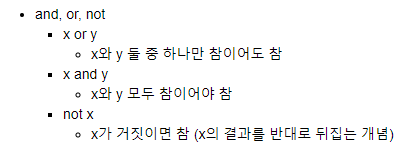 and, or, not
x or y
x와 y 둘 중 하나만 참이어도 참
x and y
x와 y 모두 참이어야 참
not x
x가 거짓이면 참 (x의 결과를 반대로 뒤집는 개념)